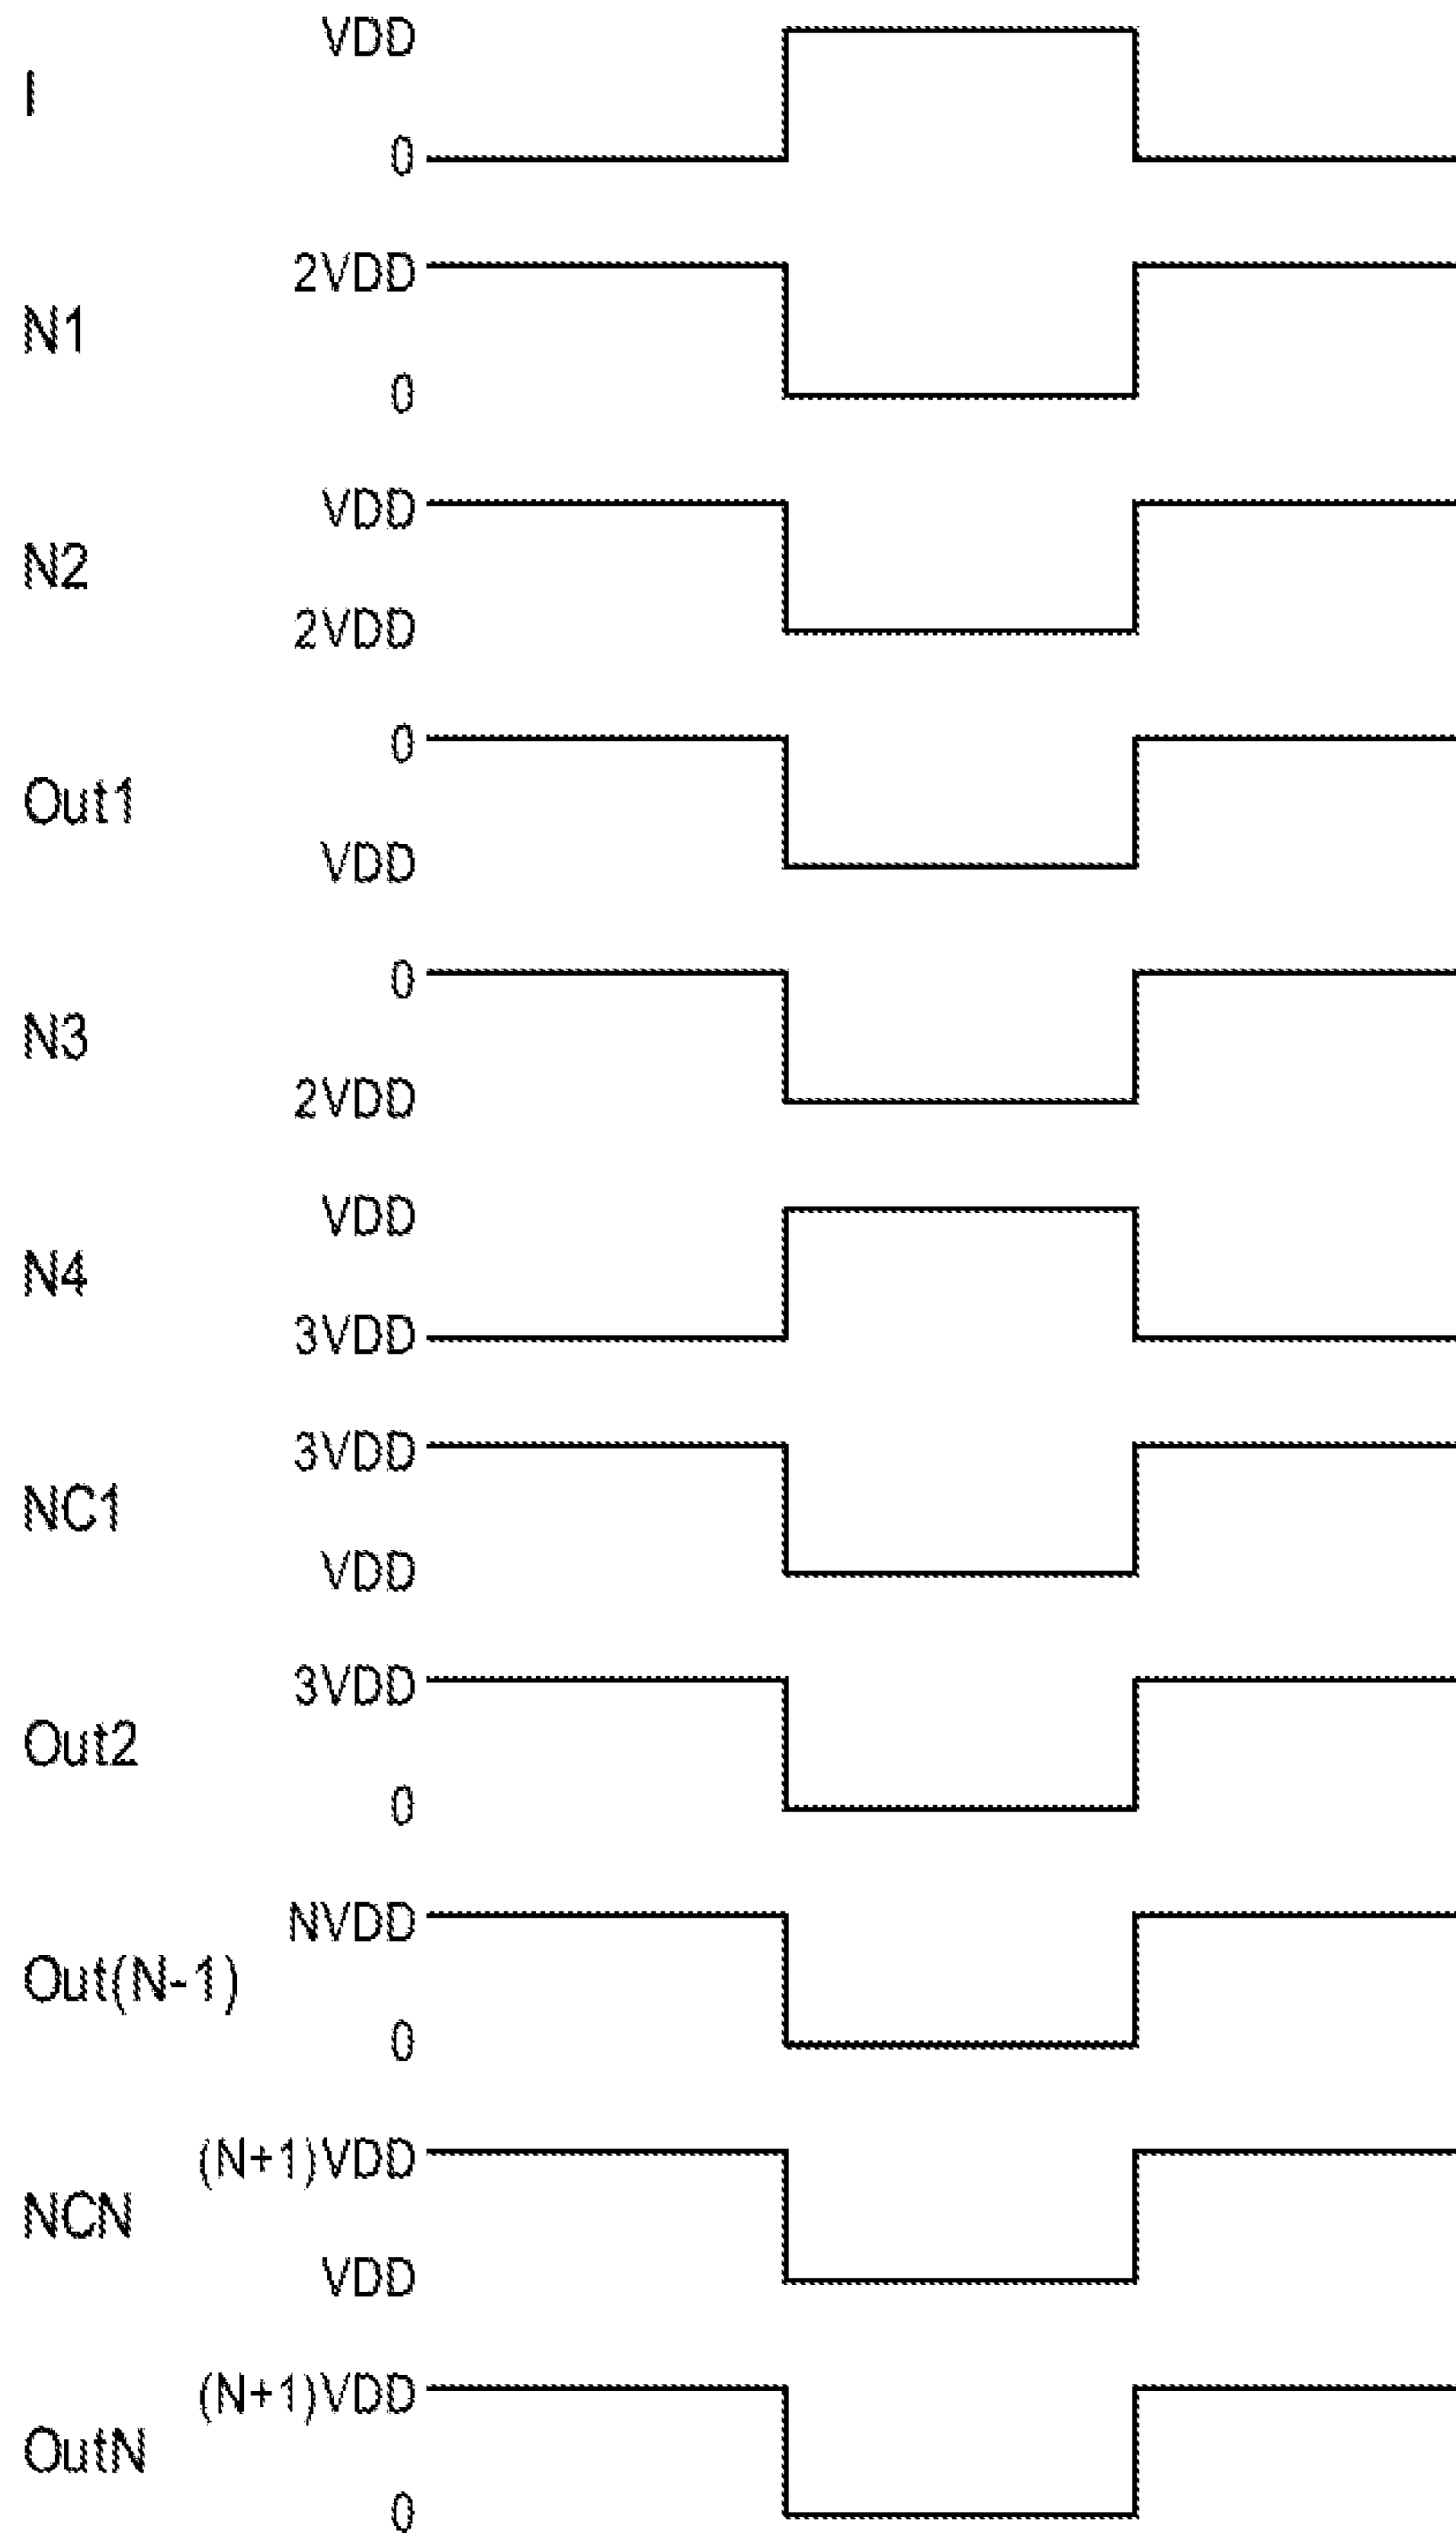 VDD
I
0
2VDD
N1
0
VDD
N2
2VDD
0
Out1
VDD
0
N3
2VDD
VDD
N4
3VDD
3VDD
NC1
VDD
3VDD
Out2
0
NVDD
Out(N-1)
0
(N+1)VDD
NCN
VDD
(N+1)VDD
OutN
0